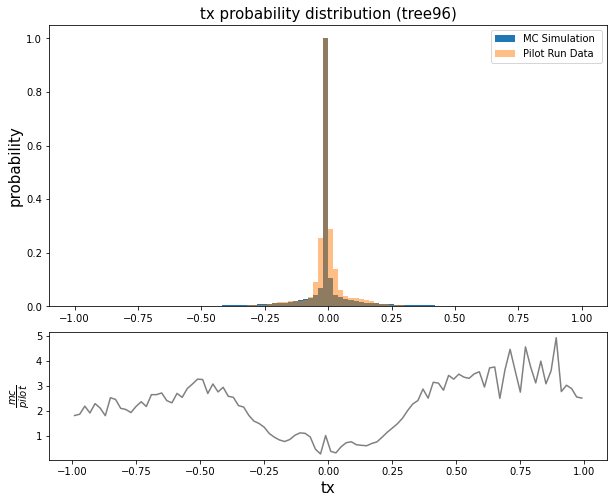 tx probability distribution (tree96)
MC Simulation
Pilot Run Data
probability
1.0
0.8
0.6
0.4
0.2
0.0
−1.00 −0.75 −0.50 −0.25 0.00 0.25 0.50 0.75 1.00
mc
pilot
5
4
3
2
1
−1.00 −0.75 −0.50 −0.25 0.00 0.25 0.50 0.75 1.00
tx